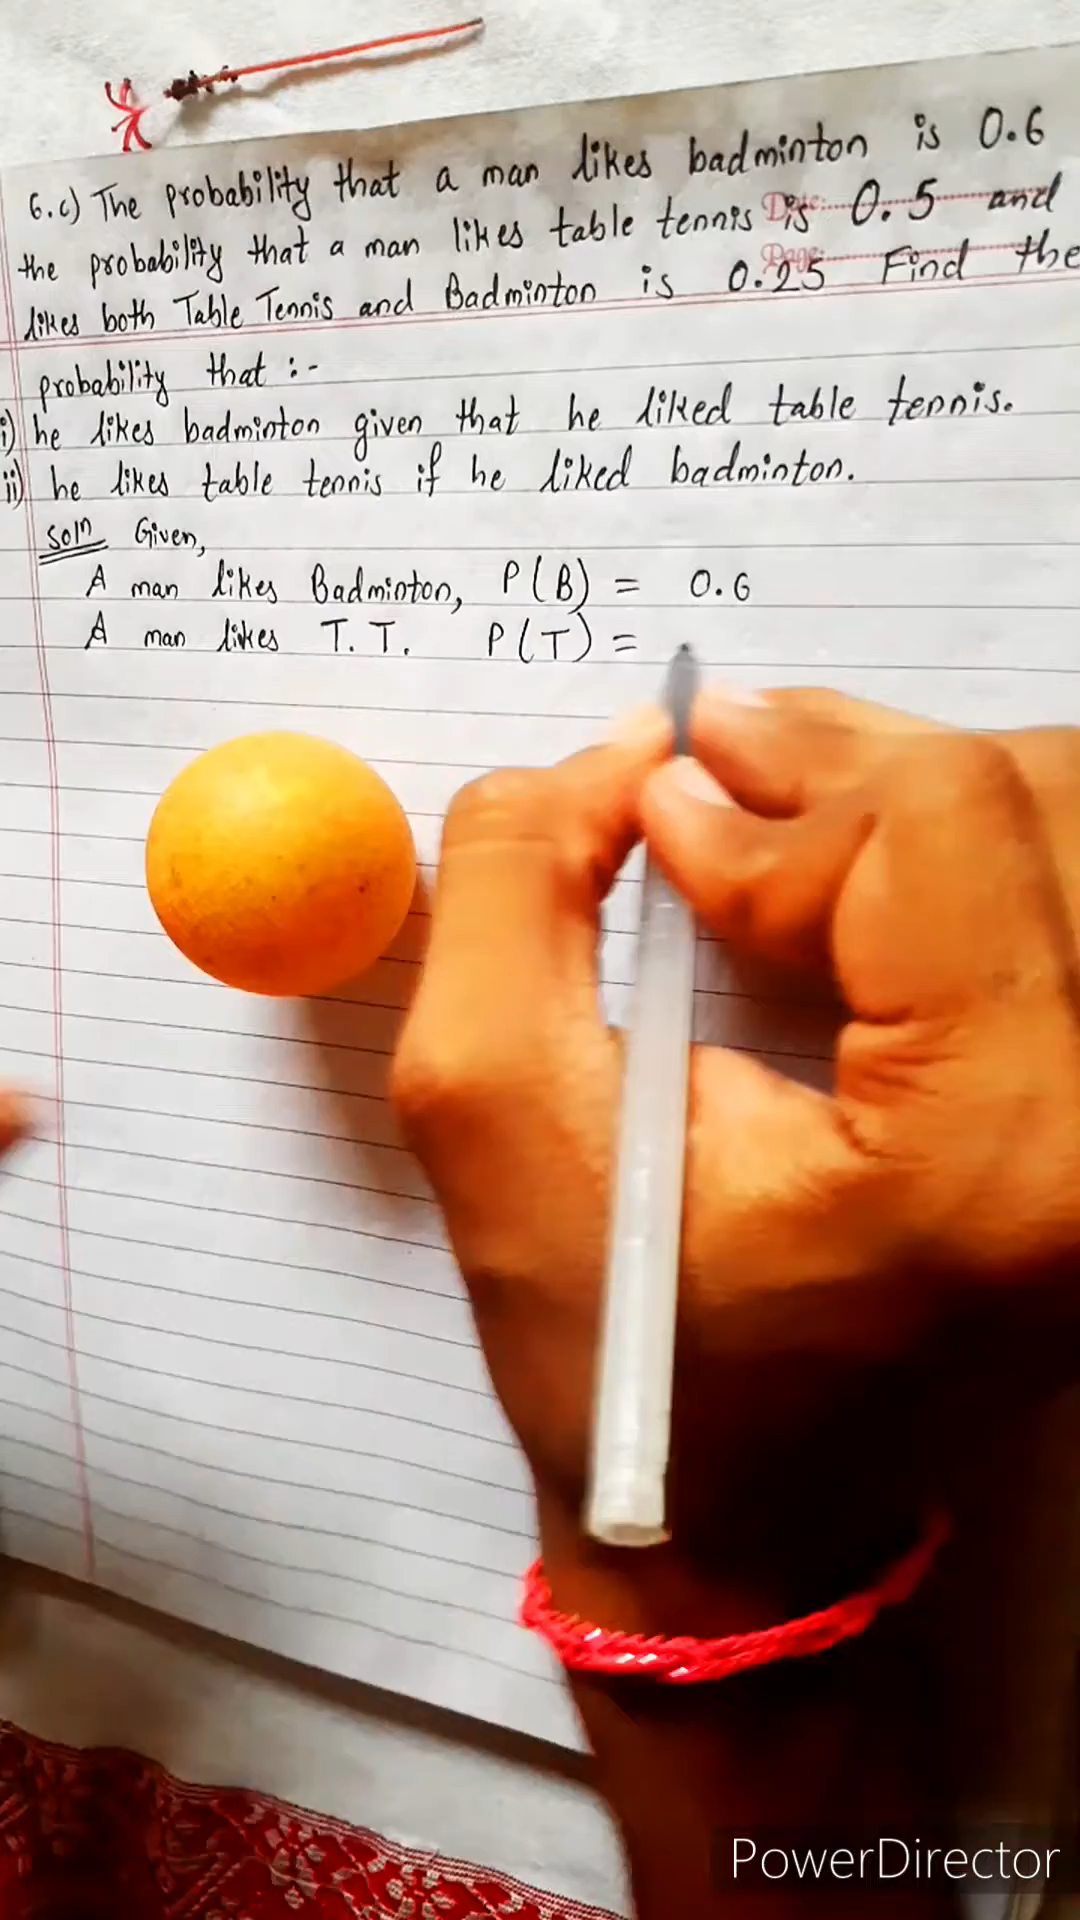 6.c) The probability that a man likes badminton is 0.6
the probability that a man likes table tennis is 0.5 and
likes both Table Tennis and Badminton is 0.25 Find the
probability that :-
i) he likes badminton given that he liked table tennis.
ii) he likes table tennis if he liked badminton.
Soln Given,
A man likes Badminton, P(B) = 0.6
A man likes T.T. P(T) =
PowerDirector